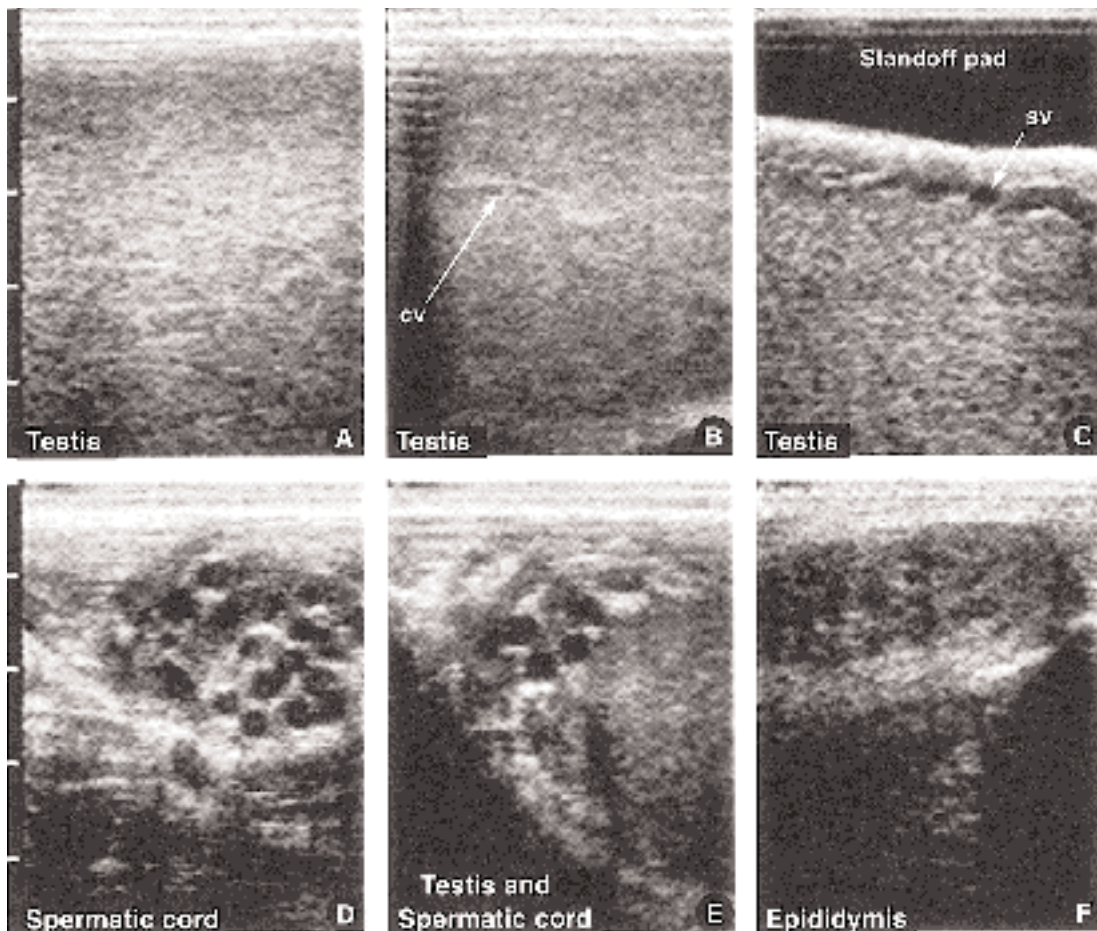 Standoff pad
sv
cv
Testis A
Testis B
Testis C
Spermatic cord D
Testis and
Spermatic cord E
Epididymis F